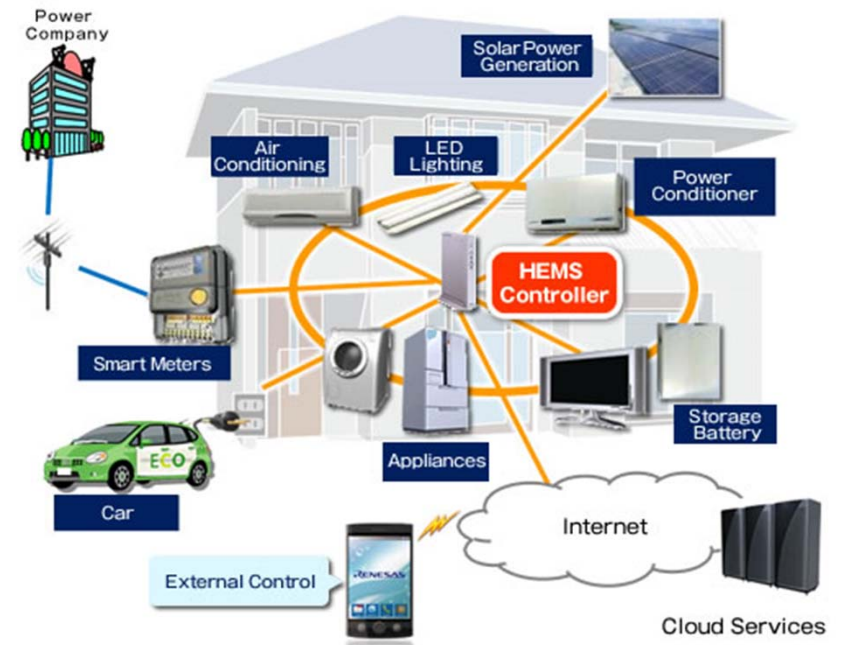 Power
Company
Solar Power
Generation
Air
Conditioning
LED
Lighting
Power
Conditioner
HEMS
Controller
Smart Meters
Storage
Battery
ECO
Appliances
Car
Internet
External Control
RENESAS
Cloud Services